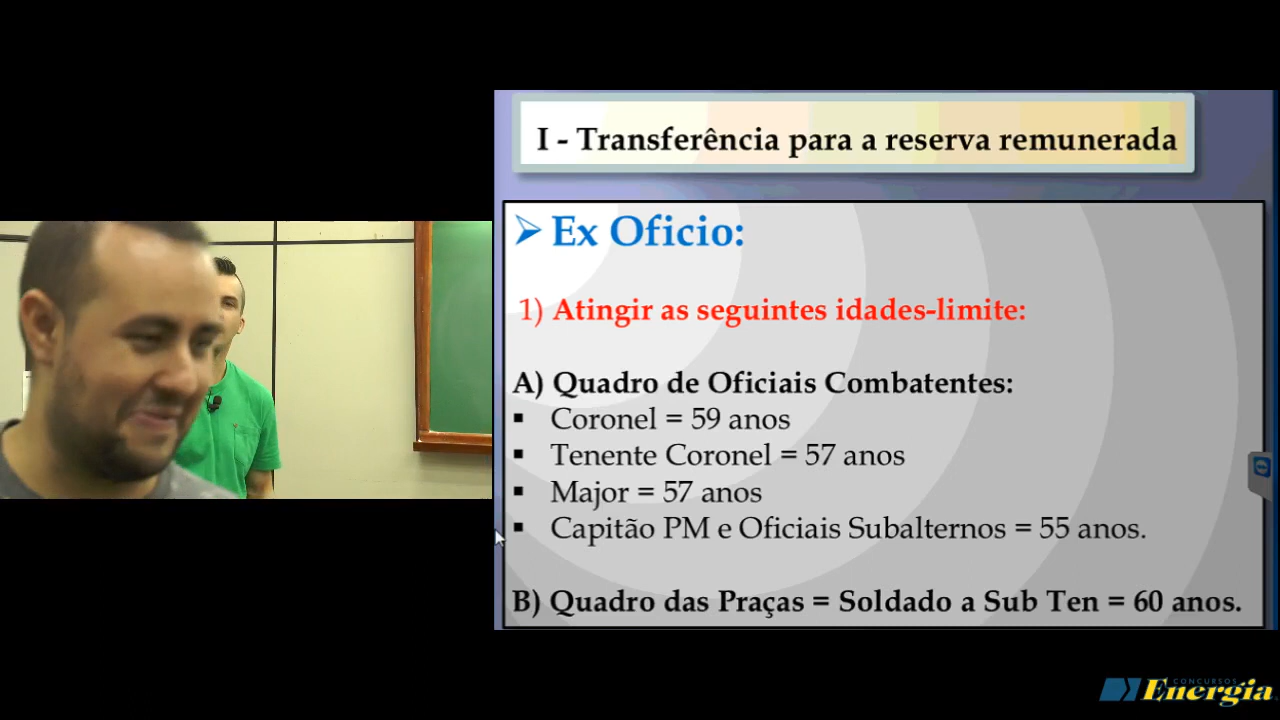 I - Transferência para a reserva remunerada
➢ Ex Oficio:
1) Atingir as seguintes idades-limite:
A) Quadro de Oficiais Combatentes:
▪ Coronel = 59 anos
▪ Tenente Coronel = 57 anos
▪ Major = 57 anos
▪ Capitão PM e Oficiais Subalternos = 55 anos.
B) Quadro das Praças = Soldado a Sub Ten = 60 anos.
CONCURSOS
Energia